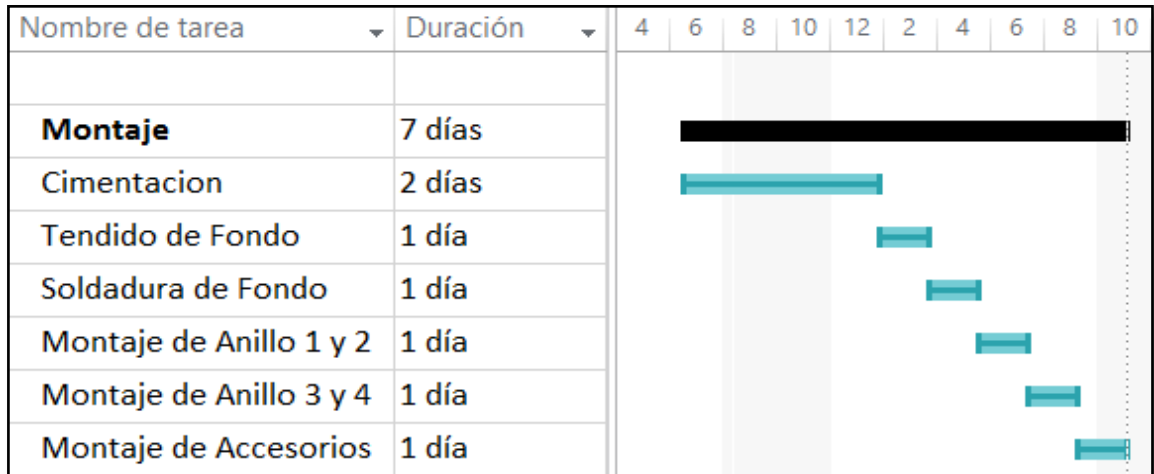 Nombre de tarea Duración 4 6 8 10 12 2 4 6 8 10
Montaje 7 días
Cimentacion 2 días
Tendido de Fondo 1 día
Soldadura de Fondo 1 día
Montaje de Anillo 1 y 2 1 día
Montaje de Anillo 3 y 4 1 día
Montaje de Accesorios 1 día